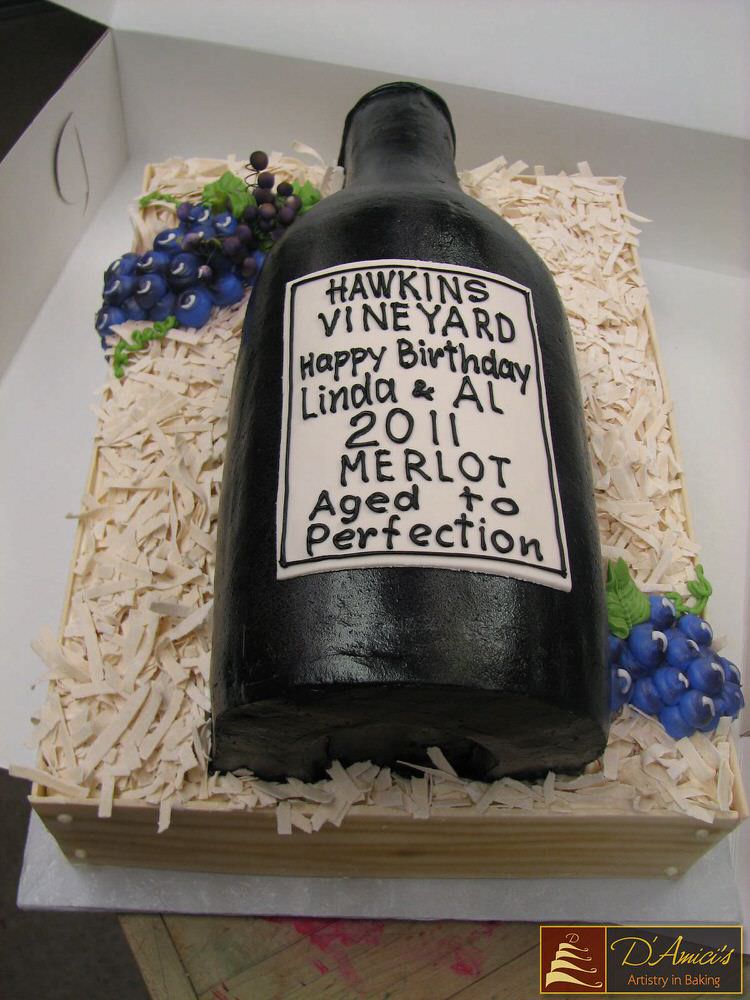 HAWKINS
VINEYARD
Happy Birthday
Linda & AL
2011
MERLOT
Aged to
Perfection
D
D'Amici's
Artistry in Baking